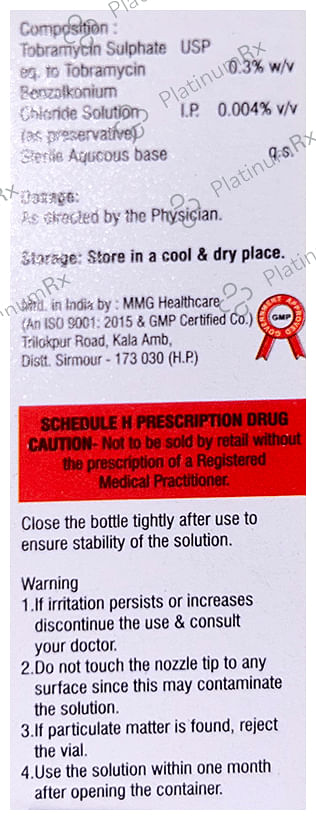 Composition :
Tobramycin Sulphate USP
eq. to Tobramycin 0.3% w/v
Benzalkonium
Chloride Solution I.P. 0.004% v/v
(as preservative)
Sterile Aqueous base q.s.
Dosage:
As directed by the Physician.
Storage: Store in a cool & dry place.
Mfd. in India by : MMG Healthcare
(An ISO 9001: 2015 & GMP Certified Co.)
Trilokpur Road, Kala Amb,
Distt. Sirmour - 173 030 (H.P.)
GOVERNMENT APPROVED
GMP
SCHEDULE H PRESCRIPTION DRUG
CAUTION- Not to be sold by retail without
the prescription of a Registered
Medical Practitioner.
Close the bottle tightly after use to
ensure stability of the solution.
Warning
1.If irritation persists or increases
discontinue the use & consult
your doctor.
2.Do not touch the nozzle tip to any
surface since this may contaminate
the solution.
3.If particulate matter is found, reject
the vial.
4.Use the solution within one month
after opening the container.
PlatinumRx
PlatinumRx
PlatinumRx